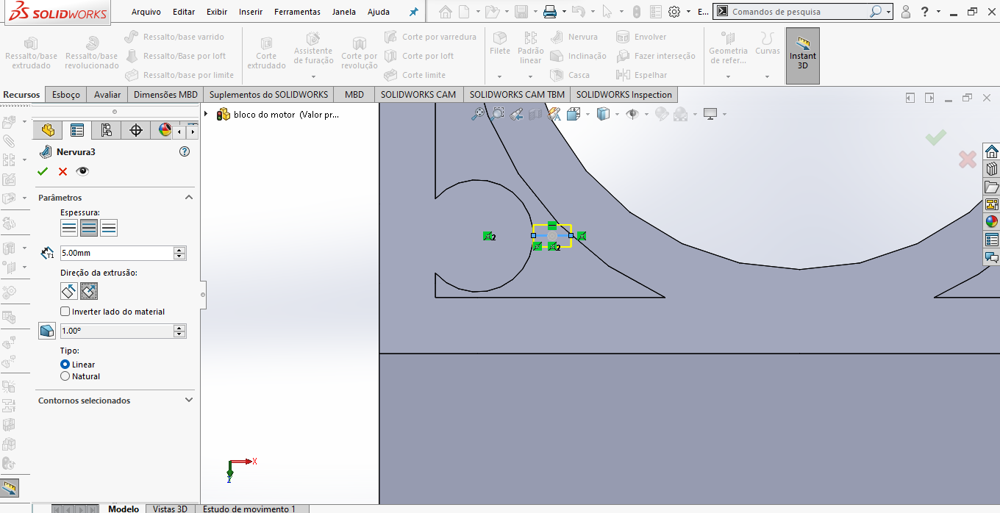 SOLIDWORKS
Arquivo Editar Exibir Inserir Ferramentas Janela Ajuda
E...
Comandos de pesquisa
?
Ressalto/base extrudado
Ressalto/base revolucionado
Ressalto/base varrido
Ressalto/Base por loft
Ressalto/base por limite
Corte extrudado
Assistente de furação
Corte por revolução
Corte por varredura
Corte por loft
Corte limite
Filete
Padrão linear
Nervura
Inclinação
Casca
Envolver
Fazer interseção
Espelhar
Geometria de refer...
Curvas
Instant 3D
Recursos Esboço Avaliar Dimensões MBD Suplementos do SOLIDWORKS MBD SOLIDWORKS CAM SOLIDWORKS CAM TBM SOLIDWORKS Inspection
bloco do motor (Valor pr...
Nervura3
?
Parâmetros
Espessura:
T1
5.00mm
Direção da extrusão:
Inverter lado do material
1.00º
Tipo:
Linear
Natural
Contornos selecionados
2
2
X
Z
Modelo Vistas 3D Estudo de movimento 1